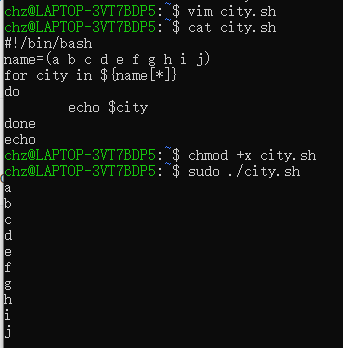 chz@LAPTOP-3VT7BDP5:~$ vim city.sh
chz@LAPTOP-3VT7BDP5:~$ cat city.sh
#!/bin/bash
name=(a b c d e f g h i j)
for city in ${name[*]}
do
        echo $city
done
echo
chz@LAPTOP-3VT7BDP5:~$ chmod +x city.sh
chz@LAPTOP-3VT7BDP5:~$ sudo ./city.sh
a
b
c
d
e
f
g
h
i
j